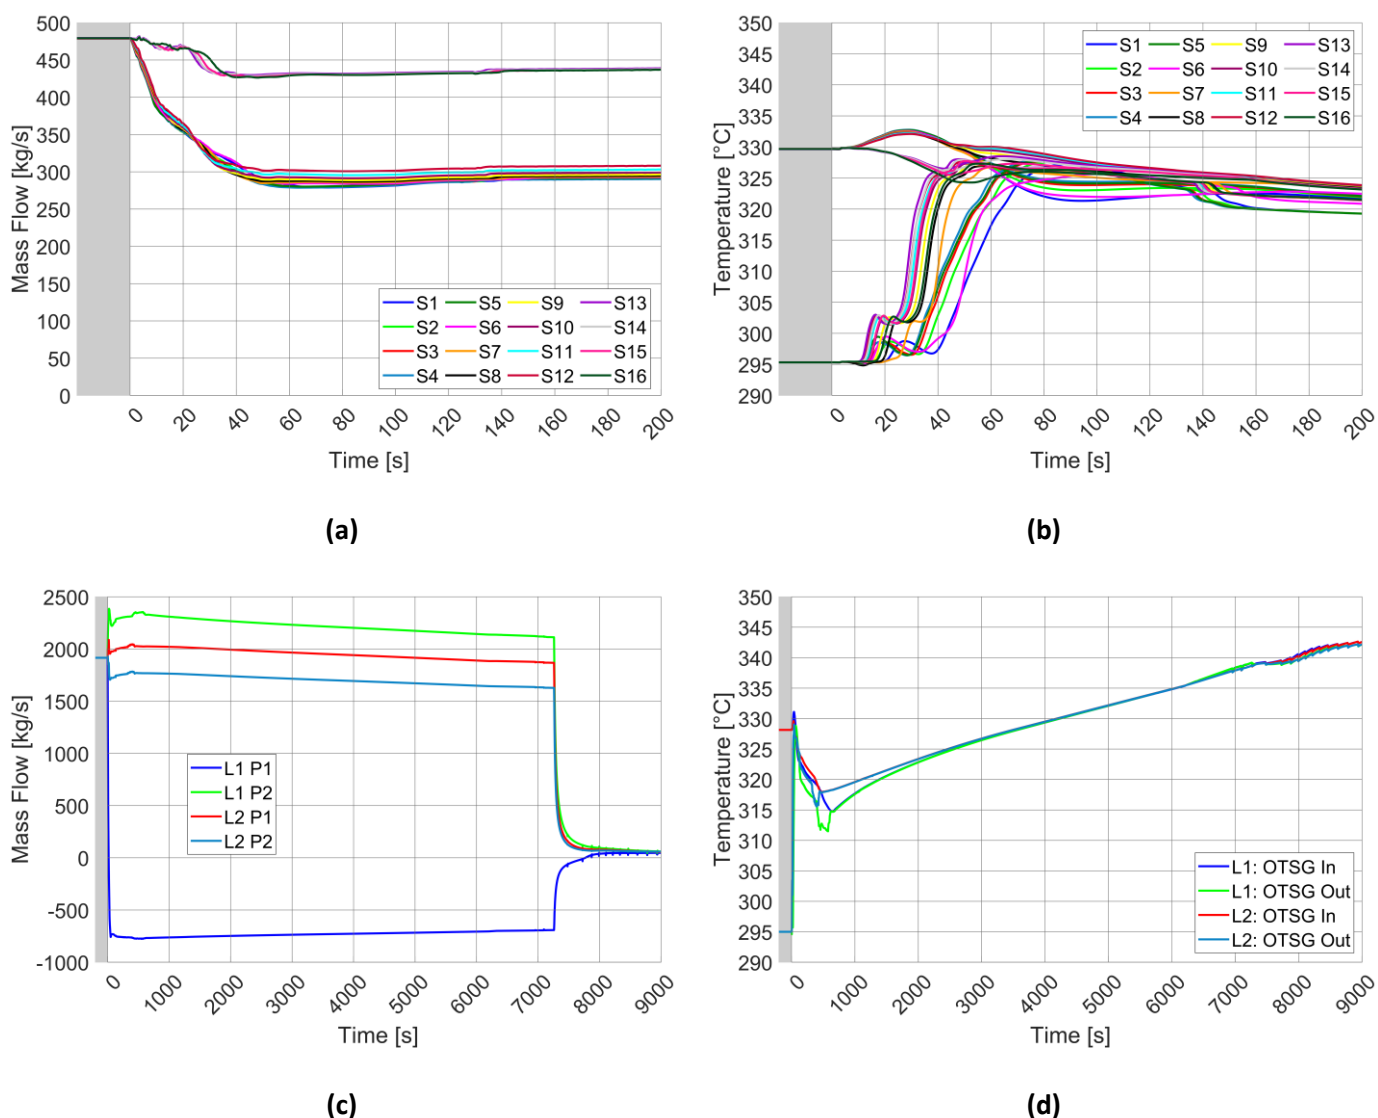 500
450
400
350
300
250
200
150
100
50
0
Mass Flow [kg/s]
S1 S5 S9 S13
S2 S6 S10 S14
S3 S7 S11 S15
S4 S8 S12 S16
0 20 40 60 80 100 120 140 160 180 200
Time [s]
(a)
350
345
340
335
330
325
320
315
310
305
300
295
290
Temperature [°C]
S1 S5 S9 S13
S2 S6 S10 S14
S3 S7 S11 S15
S4 S8 S12 S16
0 20 40 60 80 100 120 140 160 180 200
Time [s]
(b)
2500
2000
1500
1000
500
0
-500
-1000
Mass Flow [kg/s]
L1 P1
L1 P2
L2 P1
L2 P2
0 1000 2000 3000 4000 5000 6000 7000 8000 9000
Time [s]
(c)
350
345
340
335
330
325
320
315
310
305
300
295
290
Temperature [°C]
L1: OTSG In
L1: OTSG Out
L2: OTSG In
L2: OTSG Out
0 1000 2000 3000 4000 5000 6000 7000 8000 9000
Time [s]
(d)